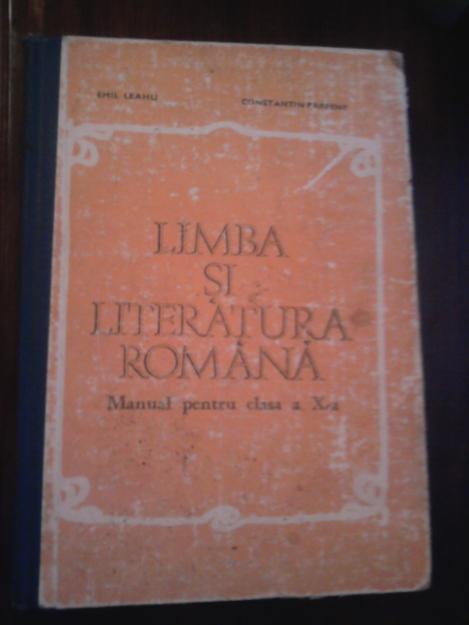 EMIL LEAHU CONSTANTIN PARFENE
LIMBA
ȘI
LITERATURA
ROMÂNĂ
Manual pentru clasa a X-a